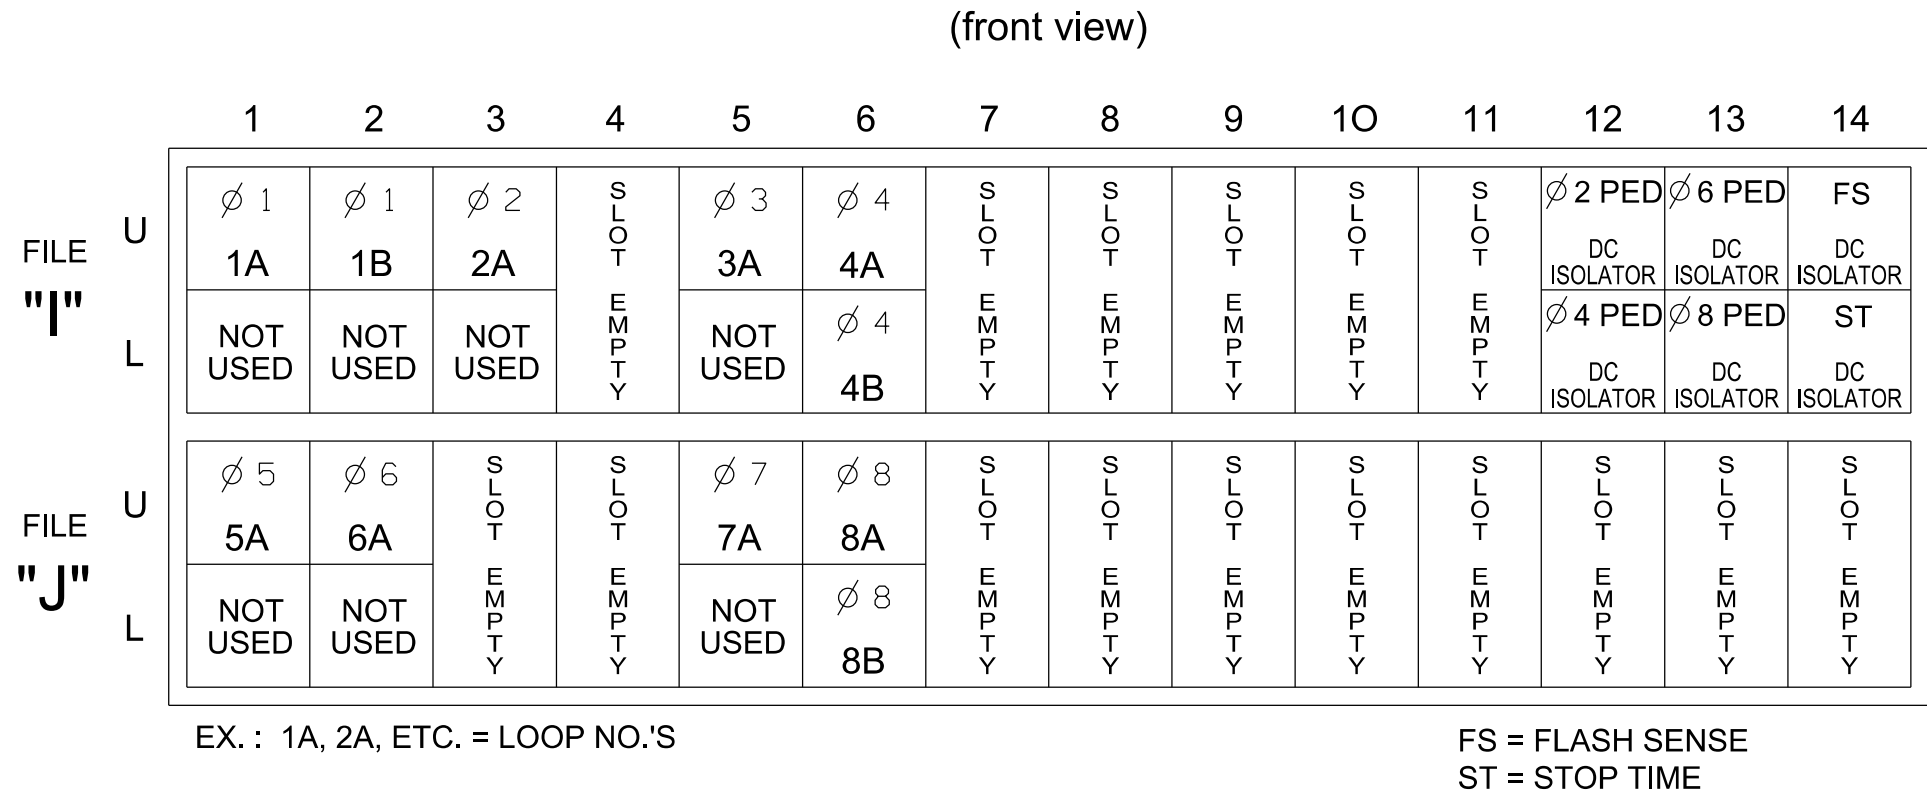 (front view)
1 2 3 4 5 6 7 8 9 1O 11 12 13 14
FILE
"I"
U
L
∅ 1
1A
∅ 1
1B
∅ 2
2A
SLOT EMPTY
∅ 3
3A
∅ 4
4A
SLOT EMPTY
SLOT EMPTY
SLOT EMPTY
SLOT EMPTY
SLOT EMPTY
∅ 2 PED
DC
ISOLATOR
∅ 6 PED
DC
ISOLATOR
FS
DC
ISOLATOR
NOT
USED
NOT
USED
NOT
USED
NOT
USED
∅ 4
4B
∅ 4 PED
DC
ISOLATOR
∅ 8 PED
DC
ISOLATOR
ST
DC
ISOLATOR
FILE
"J"
U
L
∅ 5
5A
∅ 6
6A
SLOT EMPTY
SLOT EMPTY
∅ 7
7A
∅ 8
8A
SLOT EMPTY
SLOT EMPTY
SLOT EMPTY
SLOT EMPTY
SLOT EMPTY
SLOT EMPTY
SLOT EMPTY
SLOT EMPTY
NOT
USED
NOT
USED
NOT
USED
∅ 8
8B
EX. : 1A, 2A, ETC. = LOOP NO.'S
FS = FLASH SENSE
ST = STOP TIME